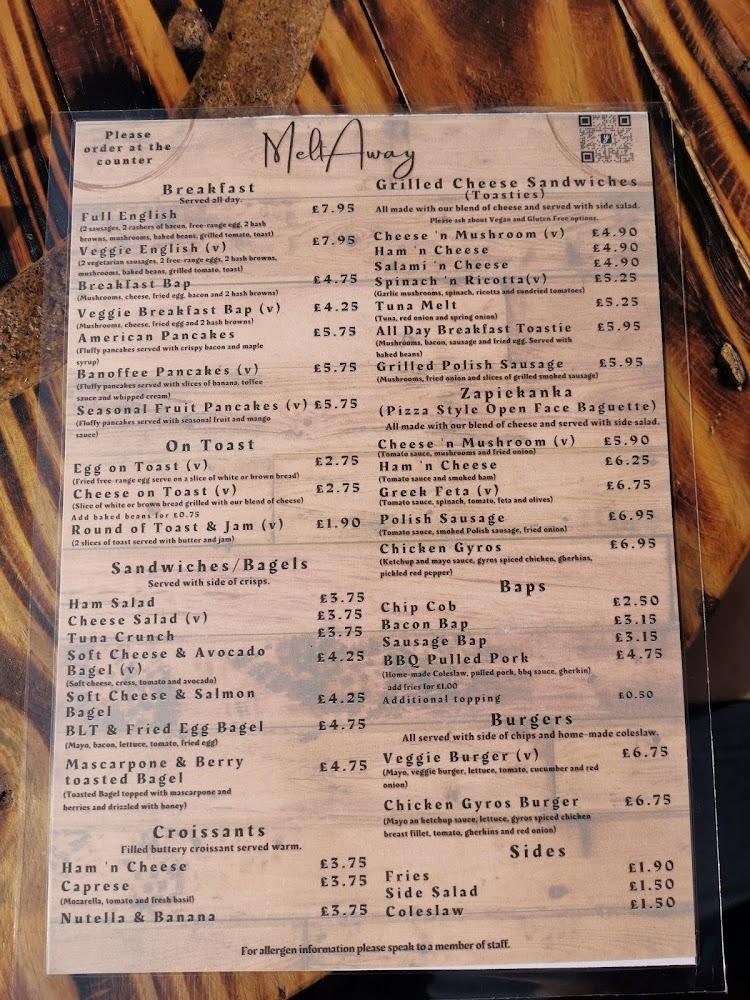 Please
order at the
counter
MeltAway
Breakfast
Served all day.
Full English £7.95
(2 sausages, 2 rashers of bacon, free-range egg, 2 hash
browns, mushrooms, baked beans, grilled tomato, toast)
Veggie English (v) £7.95
(2 vegetarian sausages, 2 free-range eggs, 2 hash browns,
mushrooms, baked beans, grilled tomato, toast)
Breakfast Bap £4.75
(Mushrooms, cheese, fried egg, bacon and 2 hash browns)
Veggie Breakfast Bap (v) £4.25
(Mushrooms, cheese, fried egg and 2 hash browns)
American Pancakes £5.75
(Fluffy pancakes served with crispy bacon and maple
syrup)
Banoffee Pancakes (v) £5.75
(Fluffy pancakes served with slices of banana, toffee
sauce and whipped cream)
Seasonal Fruit Pancakes (v) £5.75
(Fluffy pancakes served with seasonal fruit and mango
sauce)
On Toast
Egg on Toast (v) £2.75
(Fried free-range egg serve on a slice of white or brown bread)
Cheese on Toast (v) £2.75
(Slice of white or brown bread grilled with our blend of cheese)
Add baked beans for £0.75
Round of Toast & Jam (v) £1.90
(2 slices of toast served with butter and jam)
Sandwiches/Bagels
Served with side of crisps.
Ham Salad £3.75
Cheese Salad (v) £3.75
Tuna Crunch £3.75
Soft Cheese & Avocado
Bagel (v) £4.25
(Soft cheese, cress, tomato and avocado)
Soft Cheese & Salmon
Bagel £4.25
BLT & Fried Egg Bagel £4.75
(Mayo, bacon, lettuce, tomato, fried egg)
Mascarpone & Berry
toasted Bagel £4.75
(Toasted Bagel topped with mascarpone and
berries and drizzled with honey)
Croissants
Filled buttery croissant served warm.
Ham 'n Cheese £3.75
Caprese £3.75
(Mozarella, tomato and fresh basil)
Nutella & Banana £3.75
Grilled Cheese Sandwiches
(Toasties)
All made with our blend of cheese and served with side salad.
Please ask about Vegan and Gluten Free options.
Cheese 'n Mushroom (v) £4.90
Ham 'n Cheese £4.90
Salami 'n Cheese £4.90
Spinach 'n Ricotta(v) £5.25
(Garlic mushrooms, spinach, ricotta and sundried tomatoes)
Tuna Melt £5.25
(Tuna, red onion and spring onion)
All Day Breakfast Toastie £5.95
(Mushrooms, bacon, sausage and fried egg. Served with
baked beans)
Grilled Polish Sausage £5.95
(Mushrooms, fried onion and slices of grilled smoked sausage)
Zapiekanka
(Pizza Style Open Face Baguette)
All made with our blend of cheese and served with side salad.
Cheese 'n Mushroom (v) £5.90
(Tomato sauce, mushrooms and fried onion)
Ham 'n Cheese £6.25
(Tomato sauce and smoked ham)
Greek Feta (v) £6.75
(Tomato sauce, spinach, tomato, feta and olives)
Polish Sausage £6.95
(Tomato sauce, smoked Polish sausage, fried onion)
Chicken Gyros £6.95
(Ketchup and mayo sauce, gyros spiced chicken, gherkins,
pickled red pepper)
Baps
Chip Cob £2.50
Bacon Bap £3.15
Sausage Bap £3.15
BBQ Pulled Pork £4.75
(Home-made Coleslaw, pulled pork, bbq sauce, gherkin)
add fries for £1.00
Additional topping £0.50
Burgers
All served with side of chips and home-made coleslaw.
Veggie Burger (v) £6.75
(Mayo, veggie burger, lettuce, tomato, cucumber and red
onion)
Chicken Gyros Burger £6.75
(Mayo an ketchup sauce, lettuce, gyros spiced chicken
breast fillet, tomato, gherkins and red onion)
Sides
Fries £1.90
Side Salad £1.50
Coleslaw £1.50
For allergen information please speak to a member of staff.